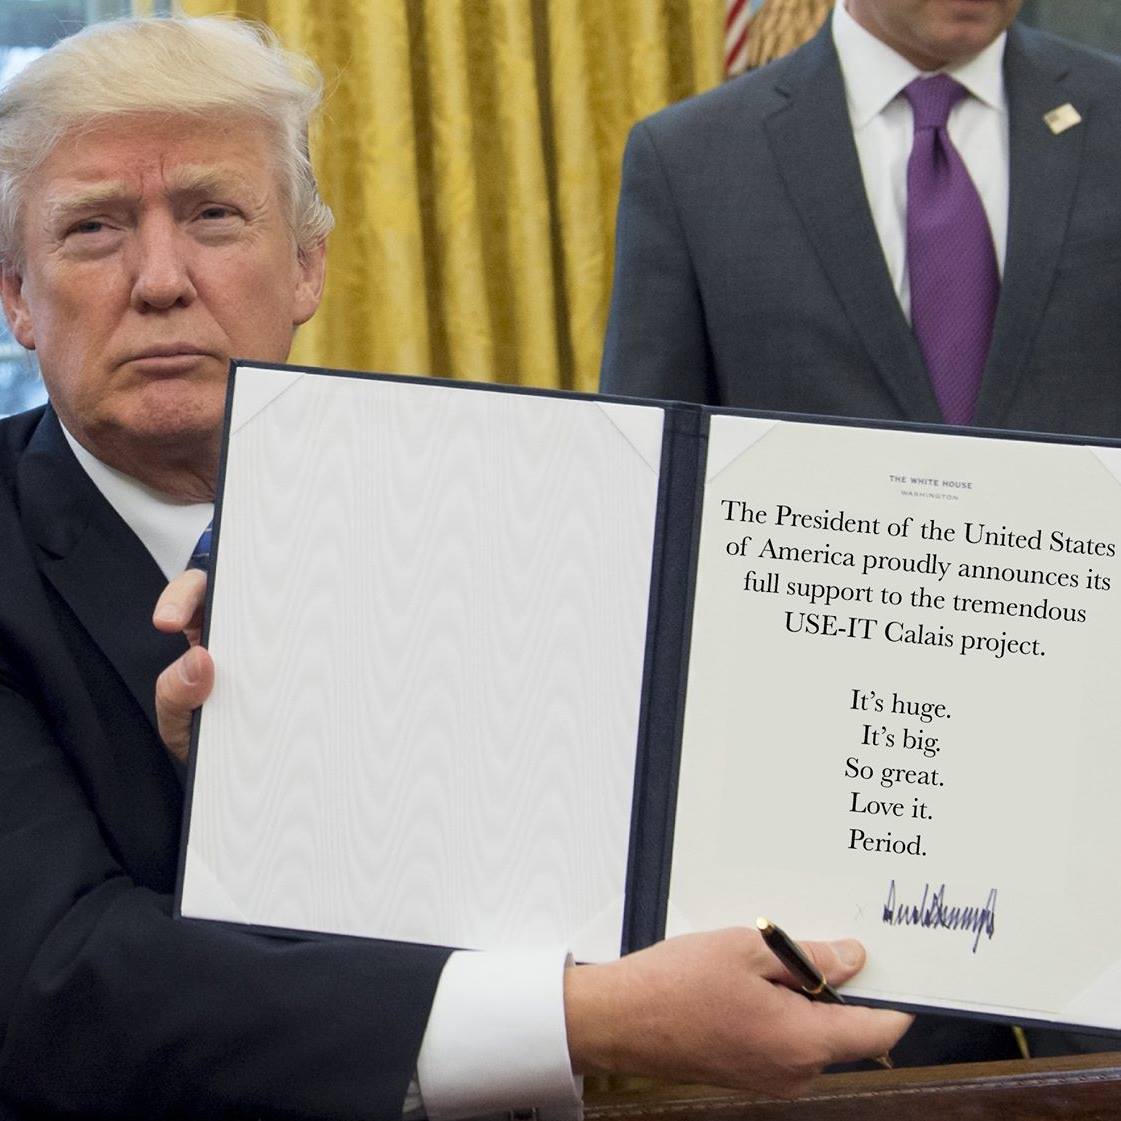 THE WHITE HOUSE
WASHINGTON
The President of the United States
of America proudly announces its
full support to the tremendous
USE-IT Calais project.
It’s huge.
It’s big.
So great.
Love it.
Period.